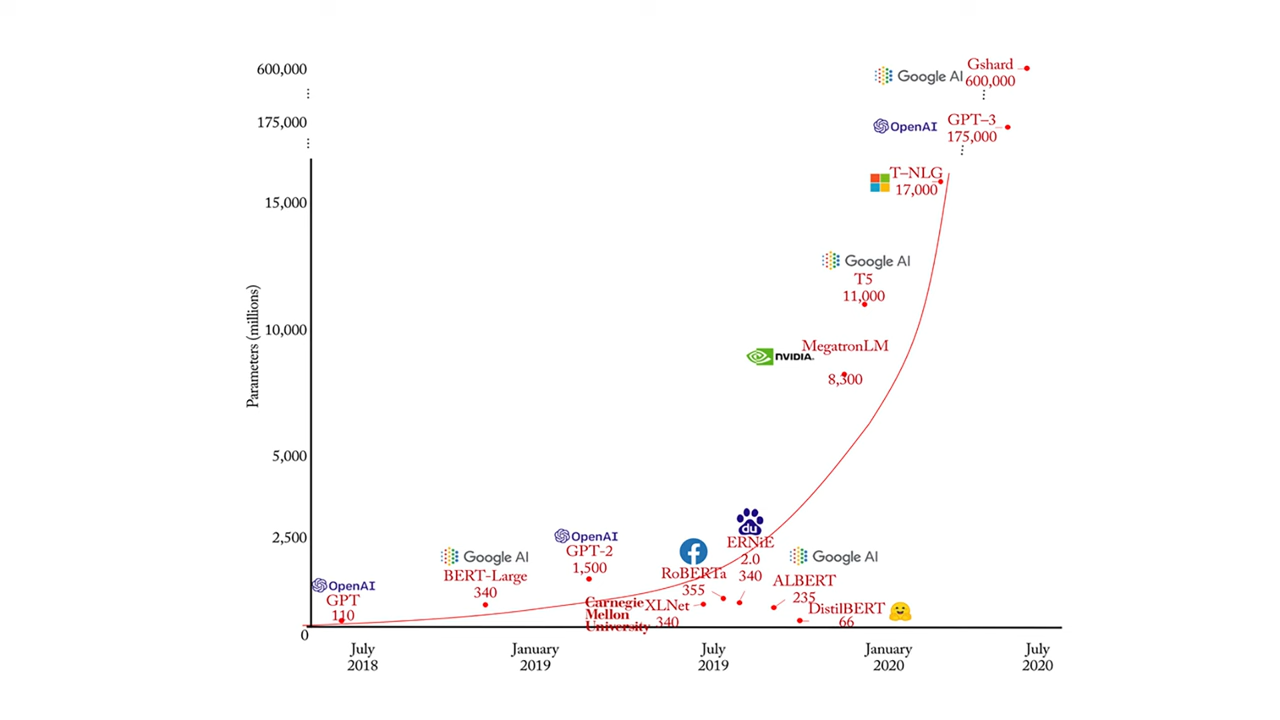 600,000
⋮
175,000
⋮
15,000
10,000
5,000
2,500
0
Parameters (millions)
Google AI
Gshard
600,000
⋮
OpenAI
GPT–3
175,000
⋮
T–NLG
17,000
Google AI
T5
11,000
NVIDIA.
MegatronLM
8,300
OpenAI
GPT
110
Google AI
BERT-Large
340
OpenAI
GPT-2
1,500
f
RoBERTa
355
du
ERNiE
2.0
340
Carnegie
Mellon
University
XLNet
340
Google AI
ALBERT
235
DistilBERT
66
July
2018
January
2019
July
2019
January
2020
July
2020